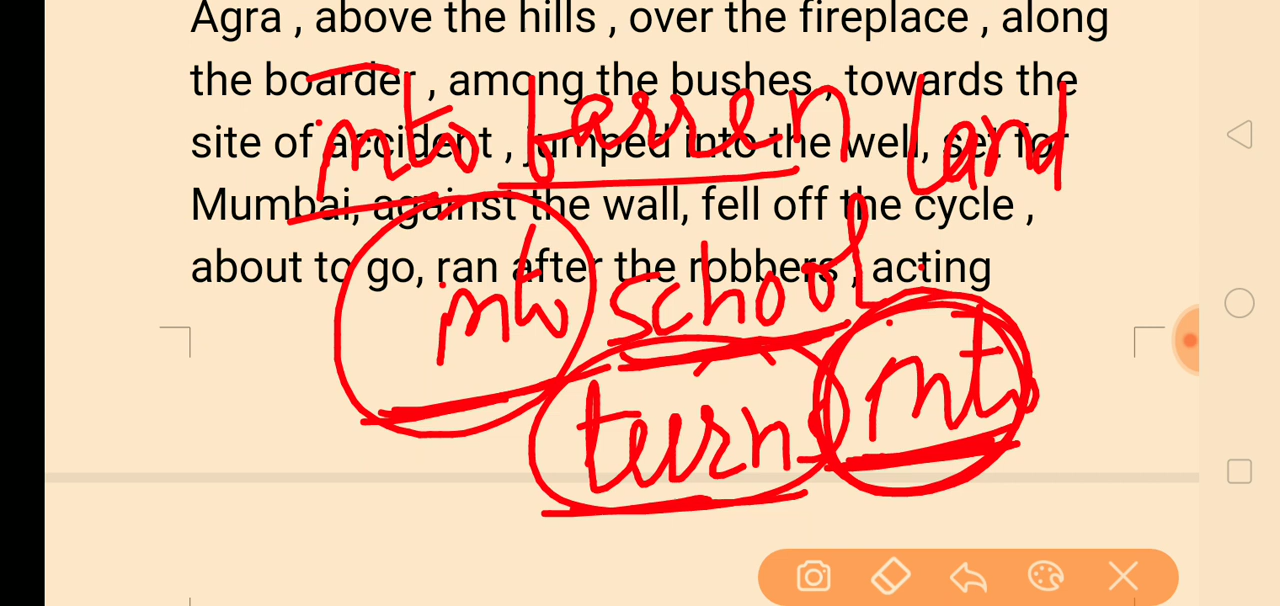 Agra , above the hills , over the fireplace , along
the boarder , among the bushes , towards the
into barren land
site of accident , jumped into the well, set for
Mumbai, against the wall, fell off the cycle ,
about to go, ran after the robbers , acting
into school
turn into